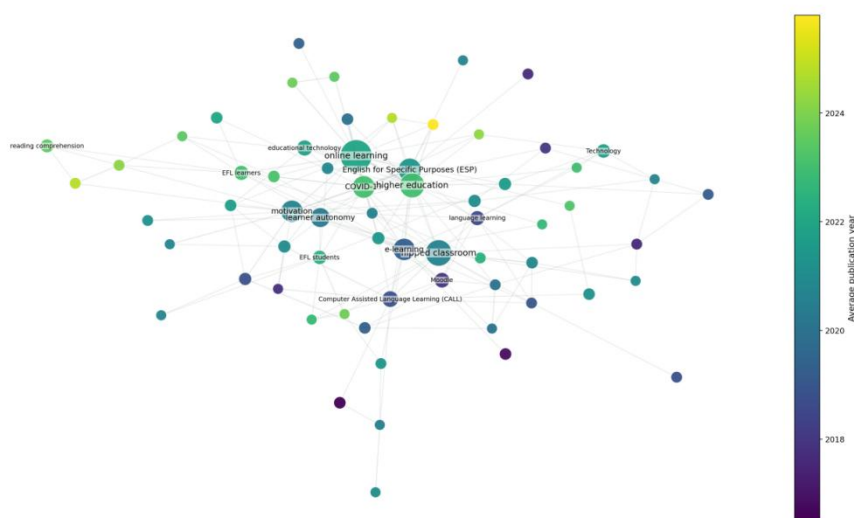 2024
reading comprehension
educational technology
online learning
Technology
English for Specific Purposes (ESP)
EFL learners
COVID-
higher education
motivation
learner autonomy
language learning
2022
e-learning
flipped classroom
EFL students
Moodle
Computer Assisted Language Learning (CALL)
2020
2018
Average publication year